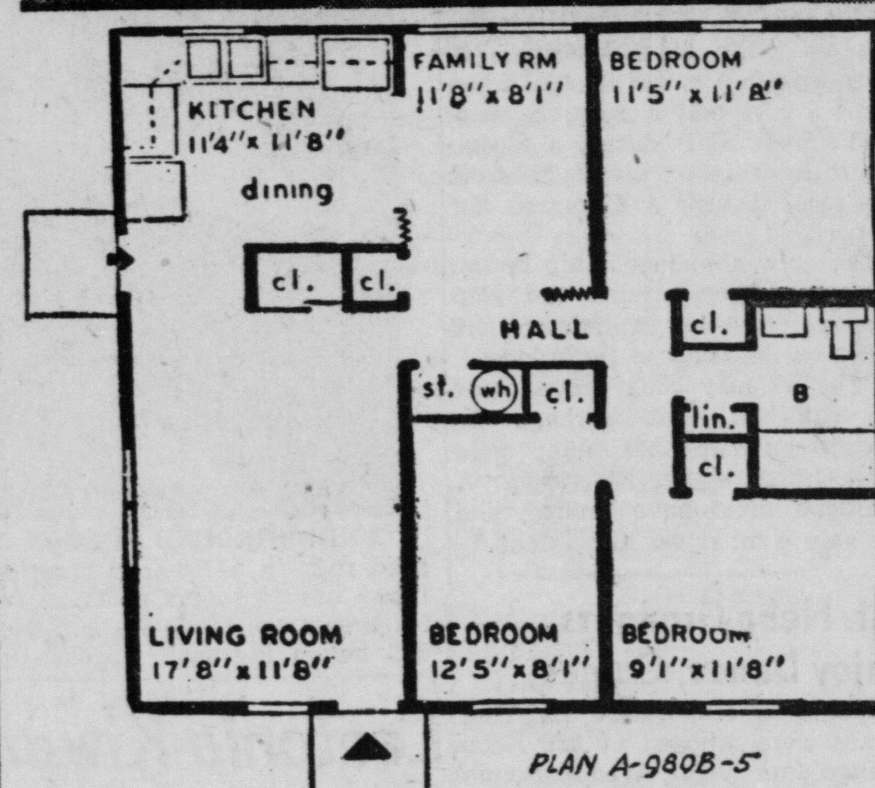 KITCHEN
11'4" x 11'8"
dining
FAMILY RM
11'8" x 8'1"
BEDROOM
11'5" x 11'8"
cl.
cl.
HALL
cl.
st.
wh
cl.
B
lin.
cl.
LIVING ROOM
17'8" x 11'8"
BEDROOM
12'5" x 8'1"
BEDROOM
9'1" x 11'8"
PLAN A-980B-5